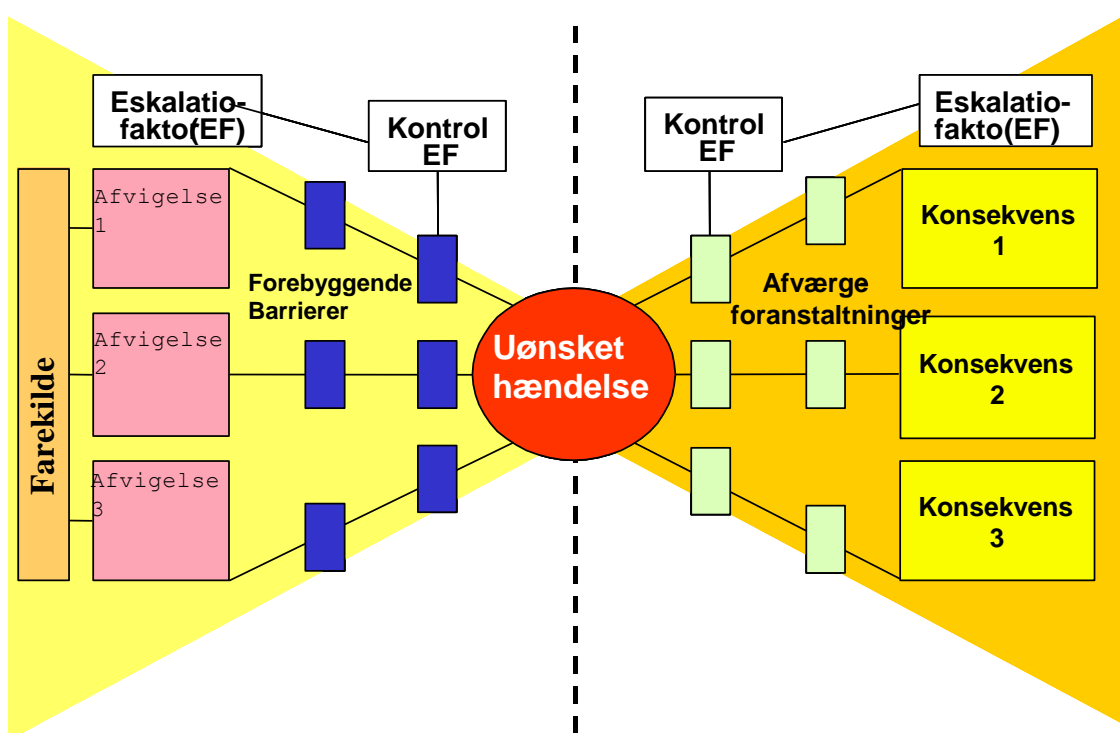 Eskalatio-
fakto(EF)
Kontrol
EF
Kontrol
EF
Eskalatio-
fakto(EF)
Farekilde
Afvigelse
1
Afvigelse
2
Afvigelse
3
Forebyggende
Barrierer
Uønsket
hændelse
Afværge
foranstaltninger
Konsekvens
1
Konsekvens
2
Konsekvens
3